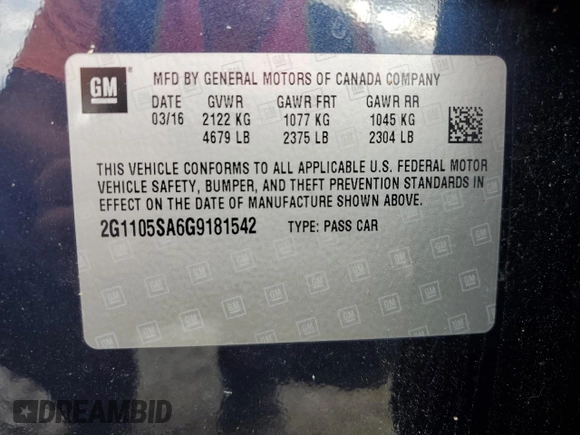 GM
MFD BY GENERAL MOTORS OF CANADA COMPANY
DATE GVWR GAWR FRT GAWR RR
03/16 2122 KG 1077 KG 1045 KG
4679 LB 2375 LB 2304 LB
THIS VEHICLE CONFORMS TO ALL APPLICABLE U.S. FEDERAL MOTOR
VEHICLE SAFETY, BUMPER, AND THEFT PREVENTION STANDARDS IN
EFFECT ON THE DATE OF MANUFACTURE SHOWN ABOVE.
2G1105SA6G9181542 TYPE: PASS CAR
DREAMBID